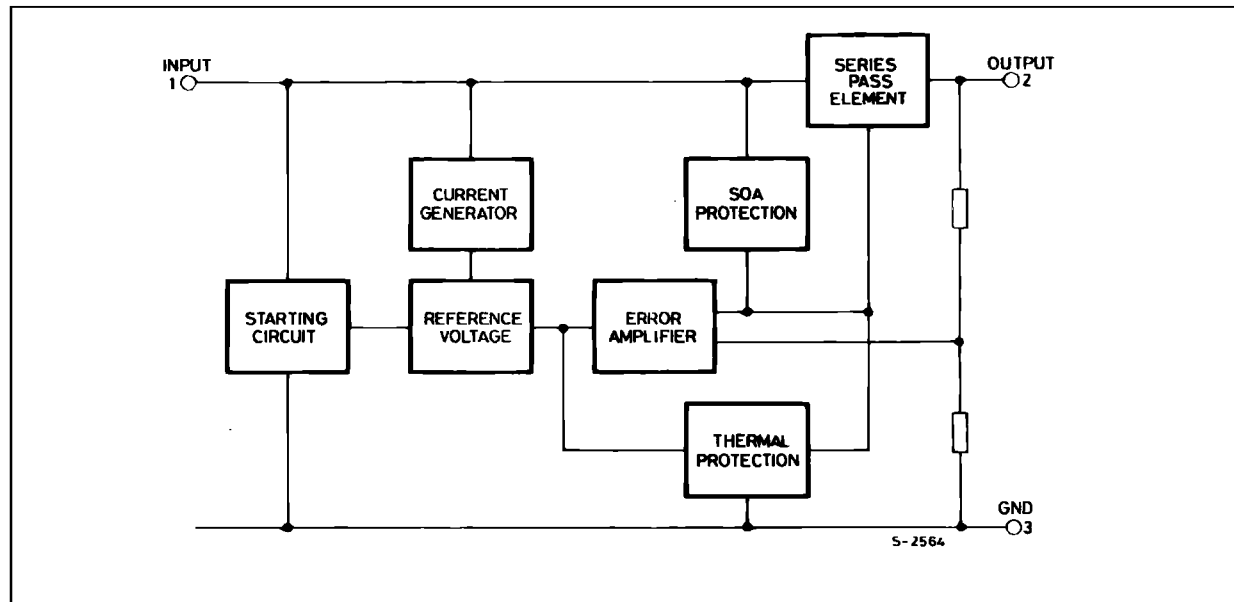 INPUT
1
SERIES
PASS
ELEMENT
OUTPUT
2
CURRENT
GENERATOR
SOA
PROTECTION
STARTING
CIRCUIT
REFERENCE
VOLTAGE
ERROR
AMPLIFIER
THERMAL
PROTECTION
GND
3
S-2564